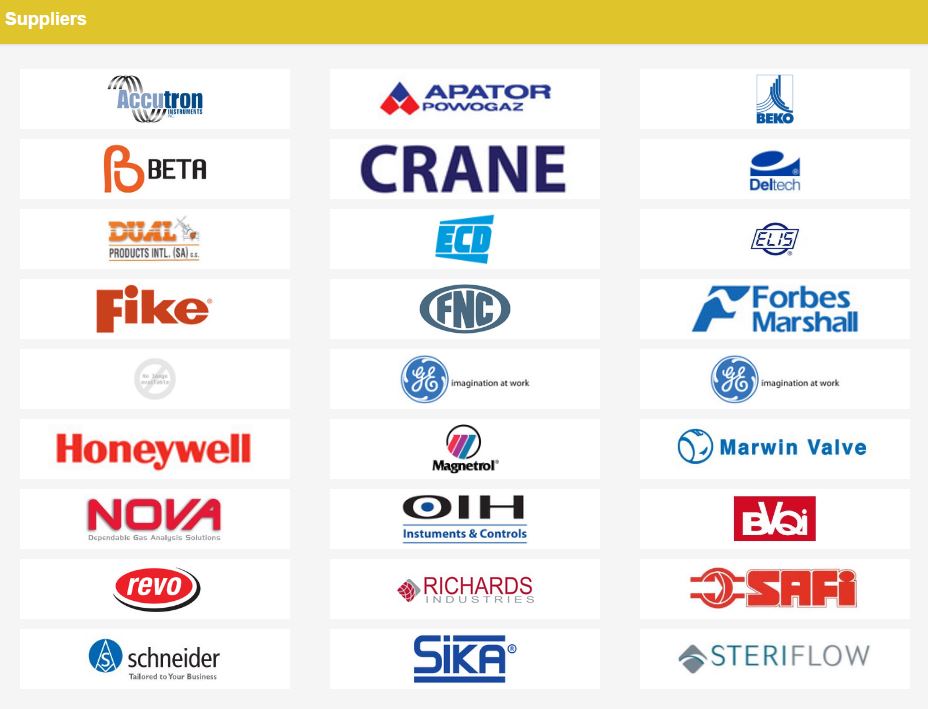 Suppliers
Accutron
INSTRUMENTS
INC.
APATOR
POWOGAZ
BEKO
BETA
CRANE
Deltech
DUAL
PRODUCTS INTL. (SA) c.c.
ECD
ELIS
Fike
FNC
Forbes
Marshall
No Image
available
GE imagination at work
GE imagination at work
Honeywell
Magnetrol
Marwin Valve
NOVA
Dependable Gas Analysis Solutions
OIH
Instuments & Controls
BVQi
revo
RICHARDS
INDUSTRIES
SAFi
S schneider
Tailored to Your Business
SiKA
STERIFLOW